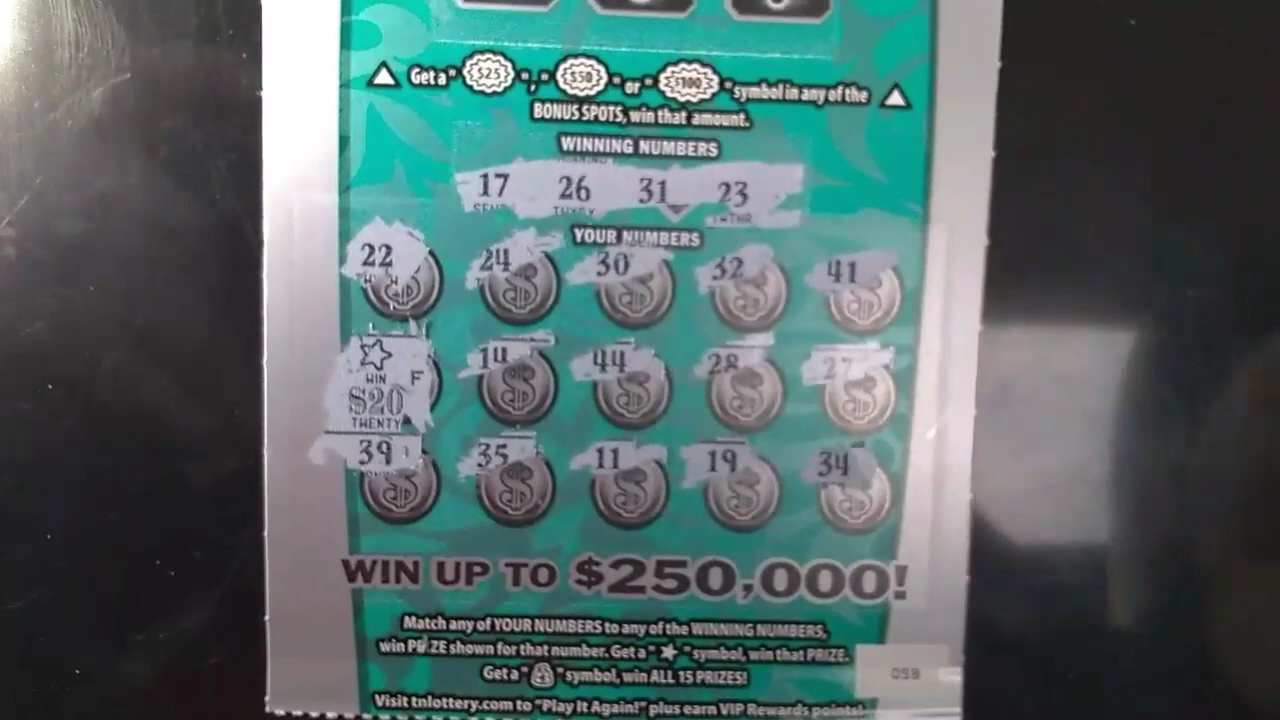 Get a "$25", "$50" or "$100" symbol in any of the
BONUS SPOTS, win that amount.
WINNING NUMBERS
17 26 31 23
YOUR NUMBERS
22 24 30 32 41
WIN F 14 44 28 27
$20
TWENTY
39 35 11 19 34
WIN UP TO $250,000!
Match any of YOUR NUMBERS to any of the WINNING NUMBERS,
win PRIZE shown for that number. Get a "★" symbol, win that PRIZE.
Get a " " symbol, win ALL 15 PRIZES!
058
Visit tnlottery.com to "Play It Again!" plus earn VIP Rewards points!